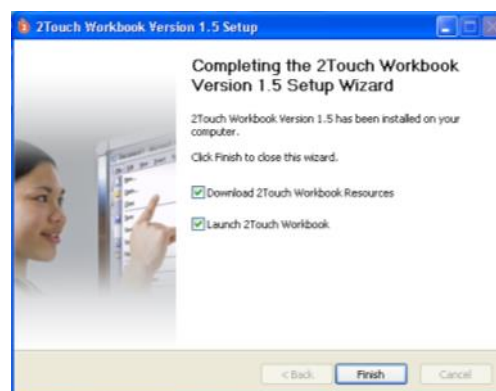 2Touch Workbook Version 1.5 Setup
Completing the 2Touch Workbook
Version 1.5 Setup Wizard
2Touch Workbook Version 1.5 has been installed on your
computer.
Click Finish to close this wizard.
Download 2Touch Workbook Resources
Launch 2Touch Workbook
< Back Finish Cancel